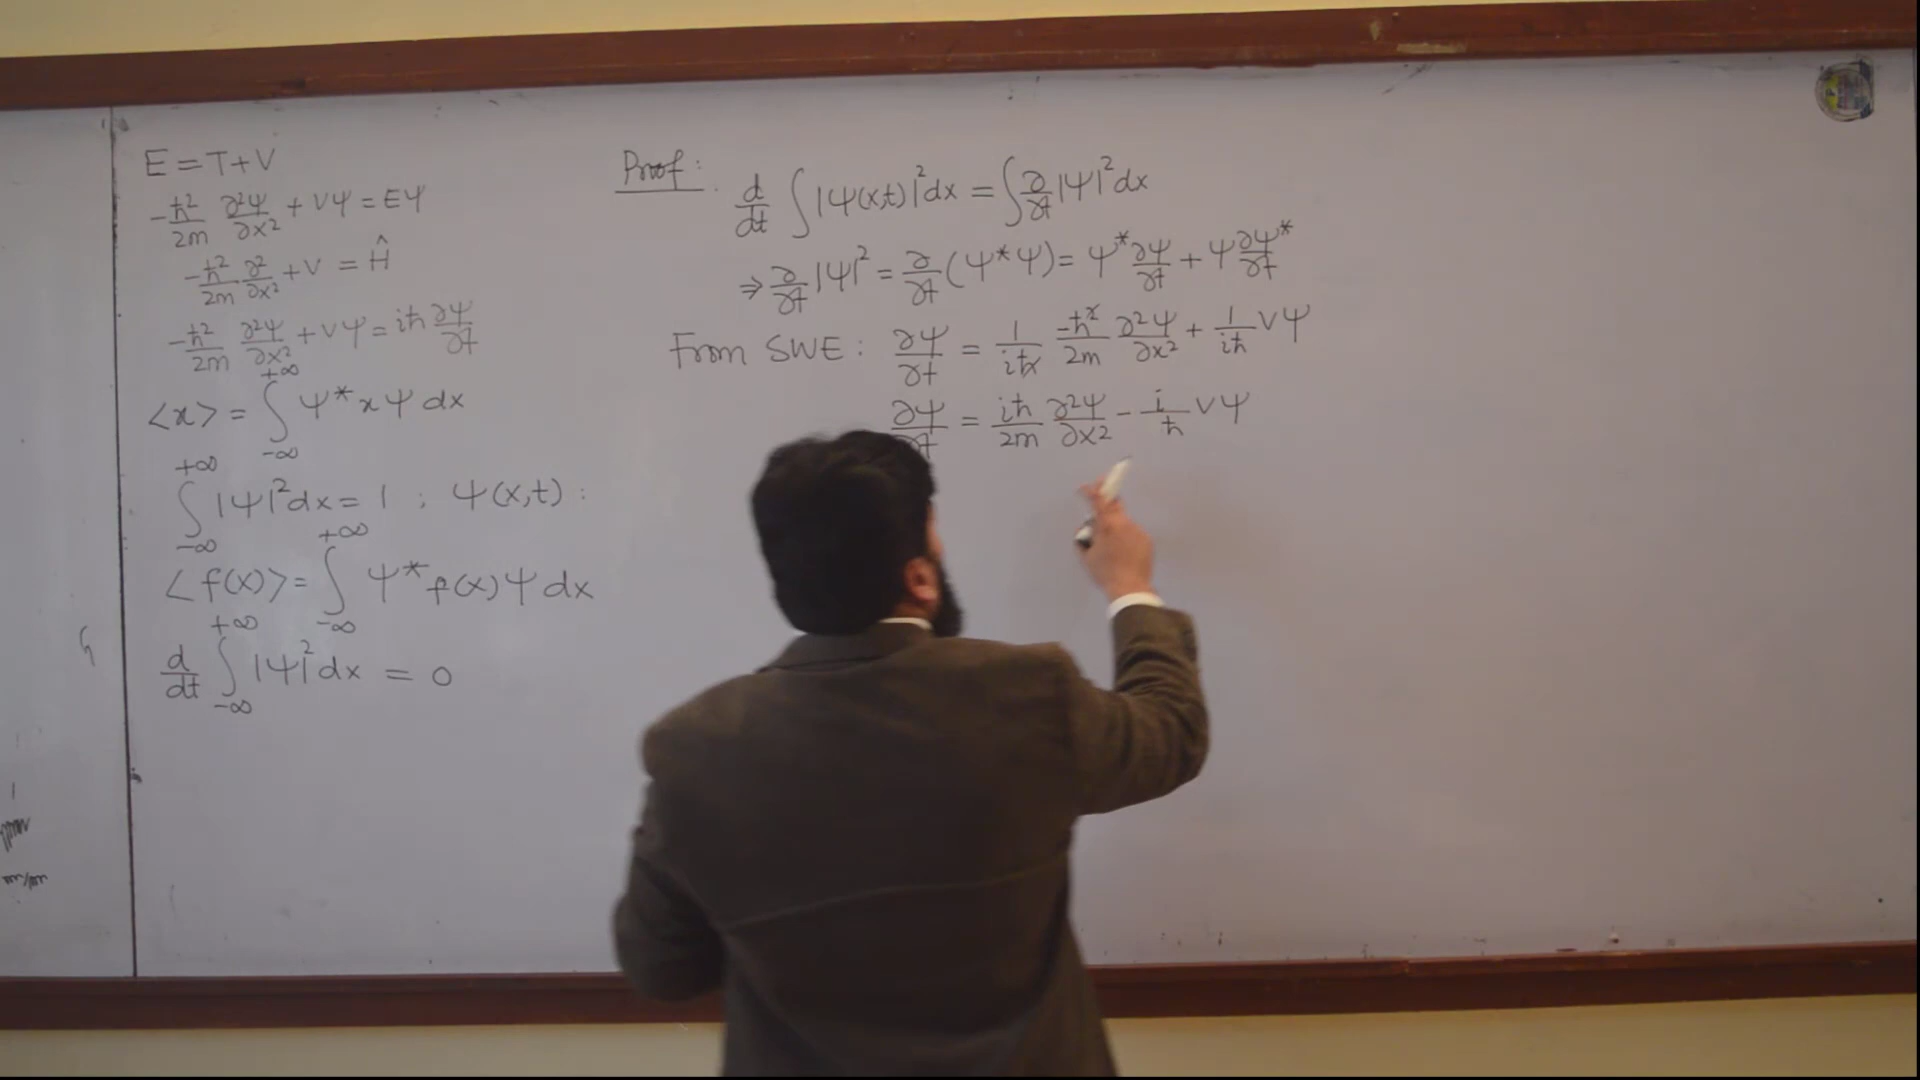 E = T + V
-ħ²/2m ∂²Ψ/∂x² + VΨ = EΨ
-ħ²/2m ∂²/∂x² + V = Ĥ
-ħ²/2m ∂²Ψ/∂x² + VΨ = iħ ∂Ψ/∂t
<x> = ∫_{-∞}^{+∞} Ψ* x Ψ dx
∫_{-∞}^{+∞} |Ψ|² dx = 1 ; Ψ(x,t) :
<f(x)> = ∫_{-∞}^{+∞} Ψ* f(x) Ψ dx
d/dt ∫_{-∞}^{+∞} |Ψ|² dx = 0
Proof :
d/dt ∫ |Ψ(x,t)|² dx = ∫ ∂/∂t |Ψ|² dx
⇒ ∂/∂t |Ψ|² = ∂/∂t (Ψ* Ψ) = Ψ* ∂Ψ/∂t + Ψ ∂Ψ*/∂t
From SWE : ∂Ψ/∂t = 1/iħ -ħ²/2m ∂²Ψ/∂x² + 1/iħ VΨ
∂Ψ/∂t = iħ/2m ∂²Ψ/∂x² - i/ħ VΨ